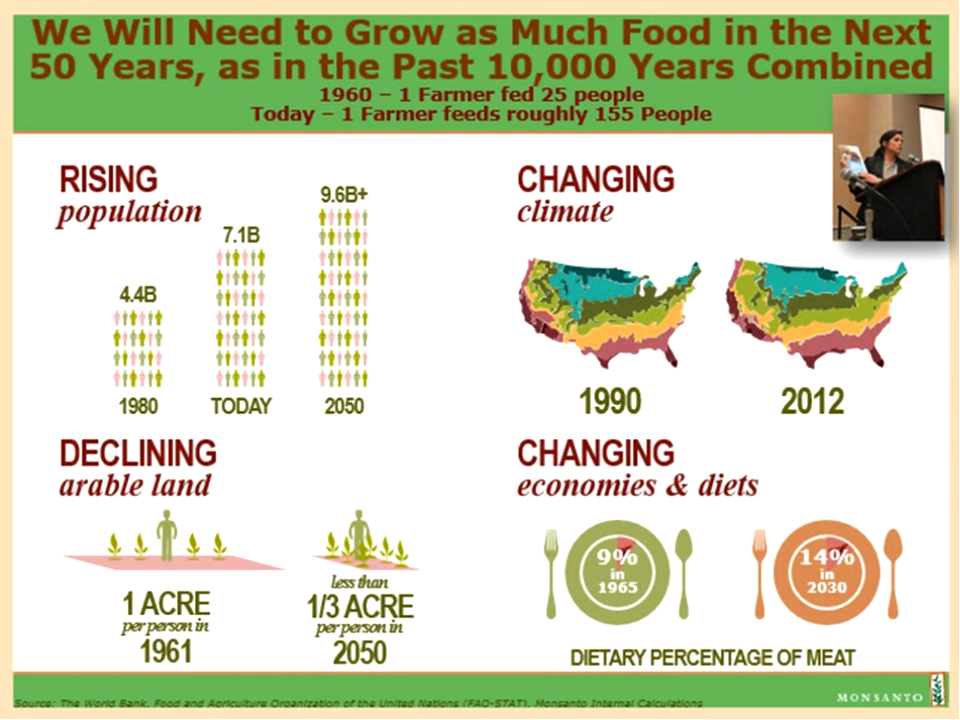 We Will Need to Grow as Much Food in the Next
50 Years, as in the Past 10,000 Years Combined
1960 – 1 Farmer fed 25 people
Today – 1 Farmer feeds roughly 155 People
RISING
population
4.4B
7.1B
9.6B+
1980
TODAY
2050
CHANGING
climate
1990
2012
DECLINING
arable land
1 ACRE
per person in
1961
less than
1/3 ACRE
per person in
2050
CHANGING
economies & diets
9%
in
1965
14%
in
2030
DIETARY PERCENTAGE OF MEAT
Source: The World Bank, Food and Agriculture Organization of the United Nations (FAO-STAT), Monsanto Internal Calculations
MONSANTO